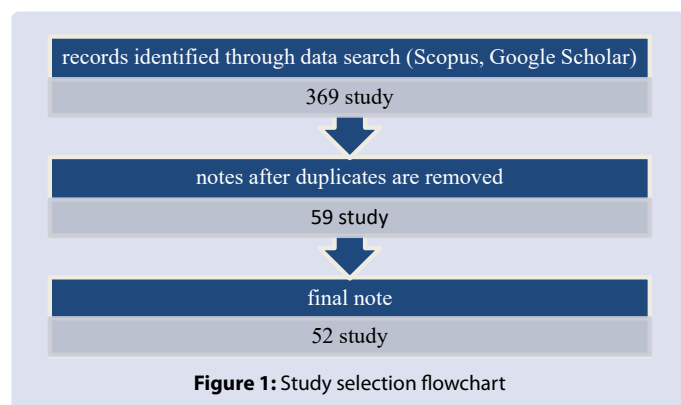 records identified through data search (Scopus, Google Scholar)
369 study
notes after duplicates are removed
59 study
final note
52 study
Figure 1: Study selection flowchart